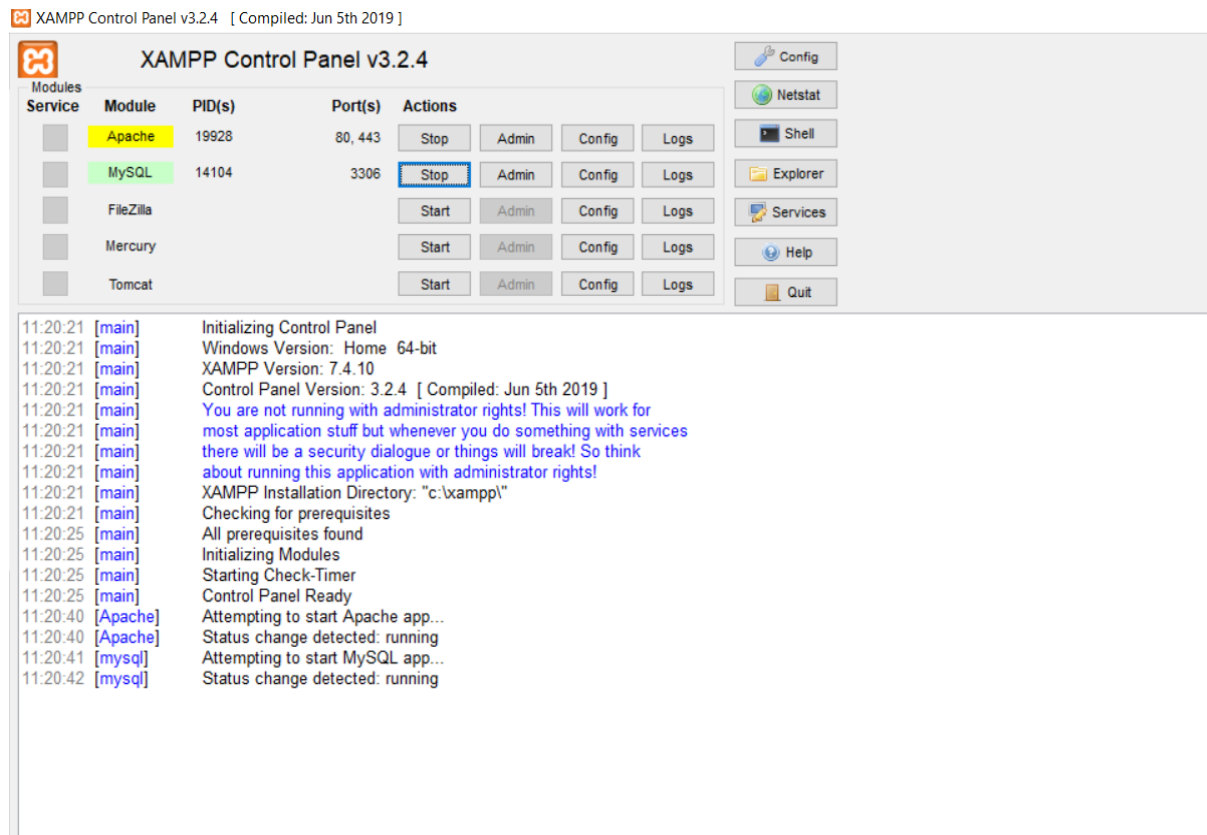 XAMPP Control Panel v3.2.4 [ Compiled: Jun 5th 2019 ]
XAMPP Control Panel v3.2.4
Config
Modules
Service Module PID(s) Port(s) Actions
Netstat
Apache 19928 80, 443 Stop Admin Config Logs
Shell
MySQL 14104 3306 Stop Admin Config Logs
Explorer
FileZilla Start Admin Config Logs
Services
Mercury Start Admin Config Logs
Help
Tomcat Start Admin Config Logs
Quit
11:20:21 [main] Initializing Control Panel
11:20:21 [main] Windows Version: Home 64-bit
11:20:21 [main] XAMPP Version: 7.4.10
11:20:21 [main] Control Panel Version: 3.2.4 [ Compiled: Jun 5th 2019 ]
11:20:21 [main] You are not running with administrator rights! This will work for
11:20:21 [main] most application stuff but whenever you do something with services
11:20:21 [main] there will be a security dialogue or things will break! So think
11:20:21 [main] about running this application with administrator rights!
11:20:21 [main] XAMPP Installation Directory: "c:\xampp\"
11:20:21 [main] Checking for prerequisites
11:20:25 [main] All prerequisites found
11:20:25 [main] Initializing Modules
11:20:25 [main] Starting Check-Timer
11:20:25 [main] Control Panel Ready
11:20:40 [Apache] Attempting to start Apache app...
11:20:40 [Apache] Status change detected: running
11:20:41 [mysql] Attempting to start MySQL app...
11:20:42 [mysql] Status change detected: running